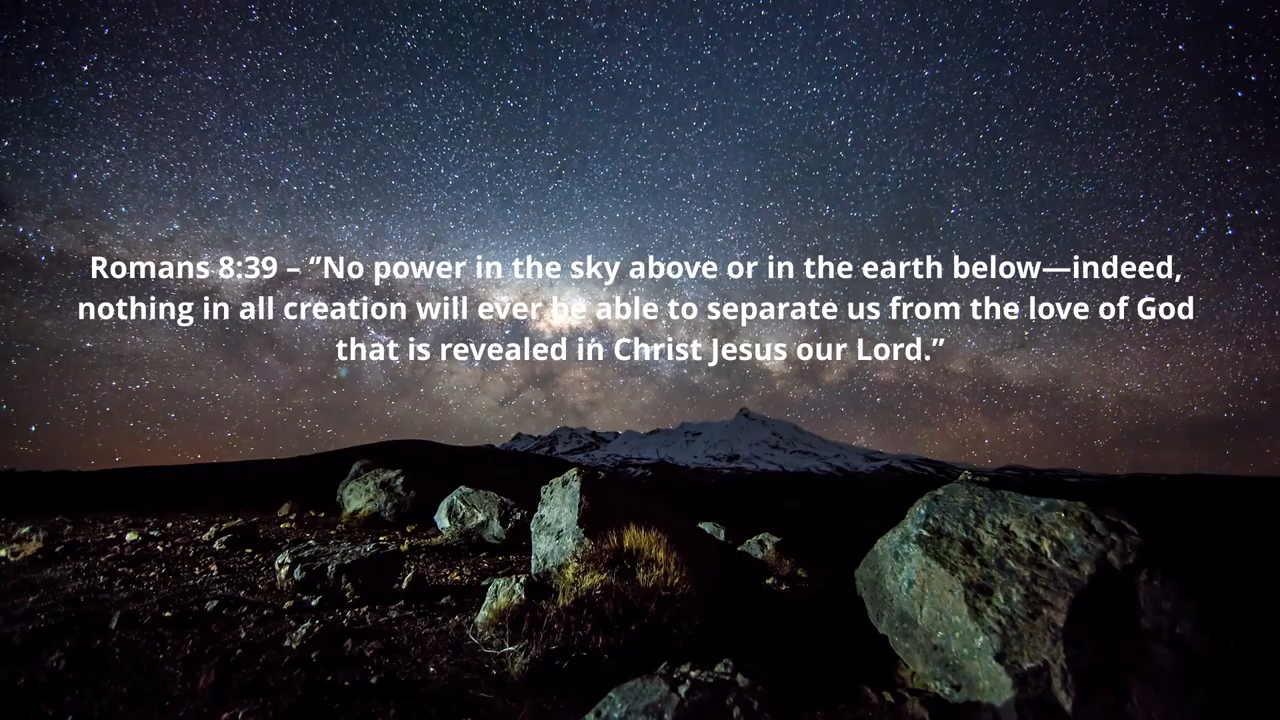 Romans 8:39 – ”No power in the sky above or in the earth below—indeed,
nothing in all creation will ever be able to separate us from the love of God
that is revealed in Christ Jesus our Lord.”